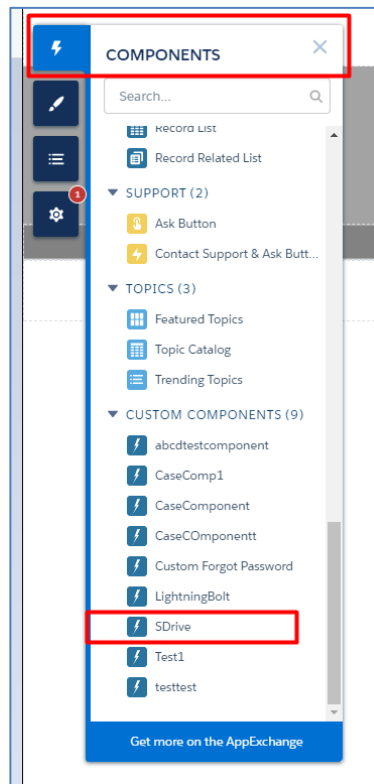 COMPONENTS
Search...
Record List
Record Related List
SUPPORT (2)
Ask Button
Contact Support & Ask Butt...
1
TOPICS (3)
Featured Topics
Topic Catalog
Trending Topics
CUSTOM COMPONENTS (9)
abcdtestcomponent
CaseComp1
CaseComponent
CaseCOmponentt
Custom Forgot Password
LightningBolt
SDrive
Test1
testtest
Get more on the AppExchange